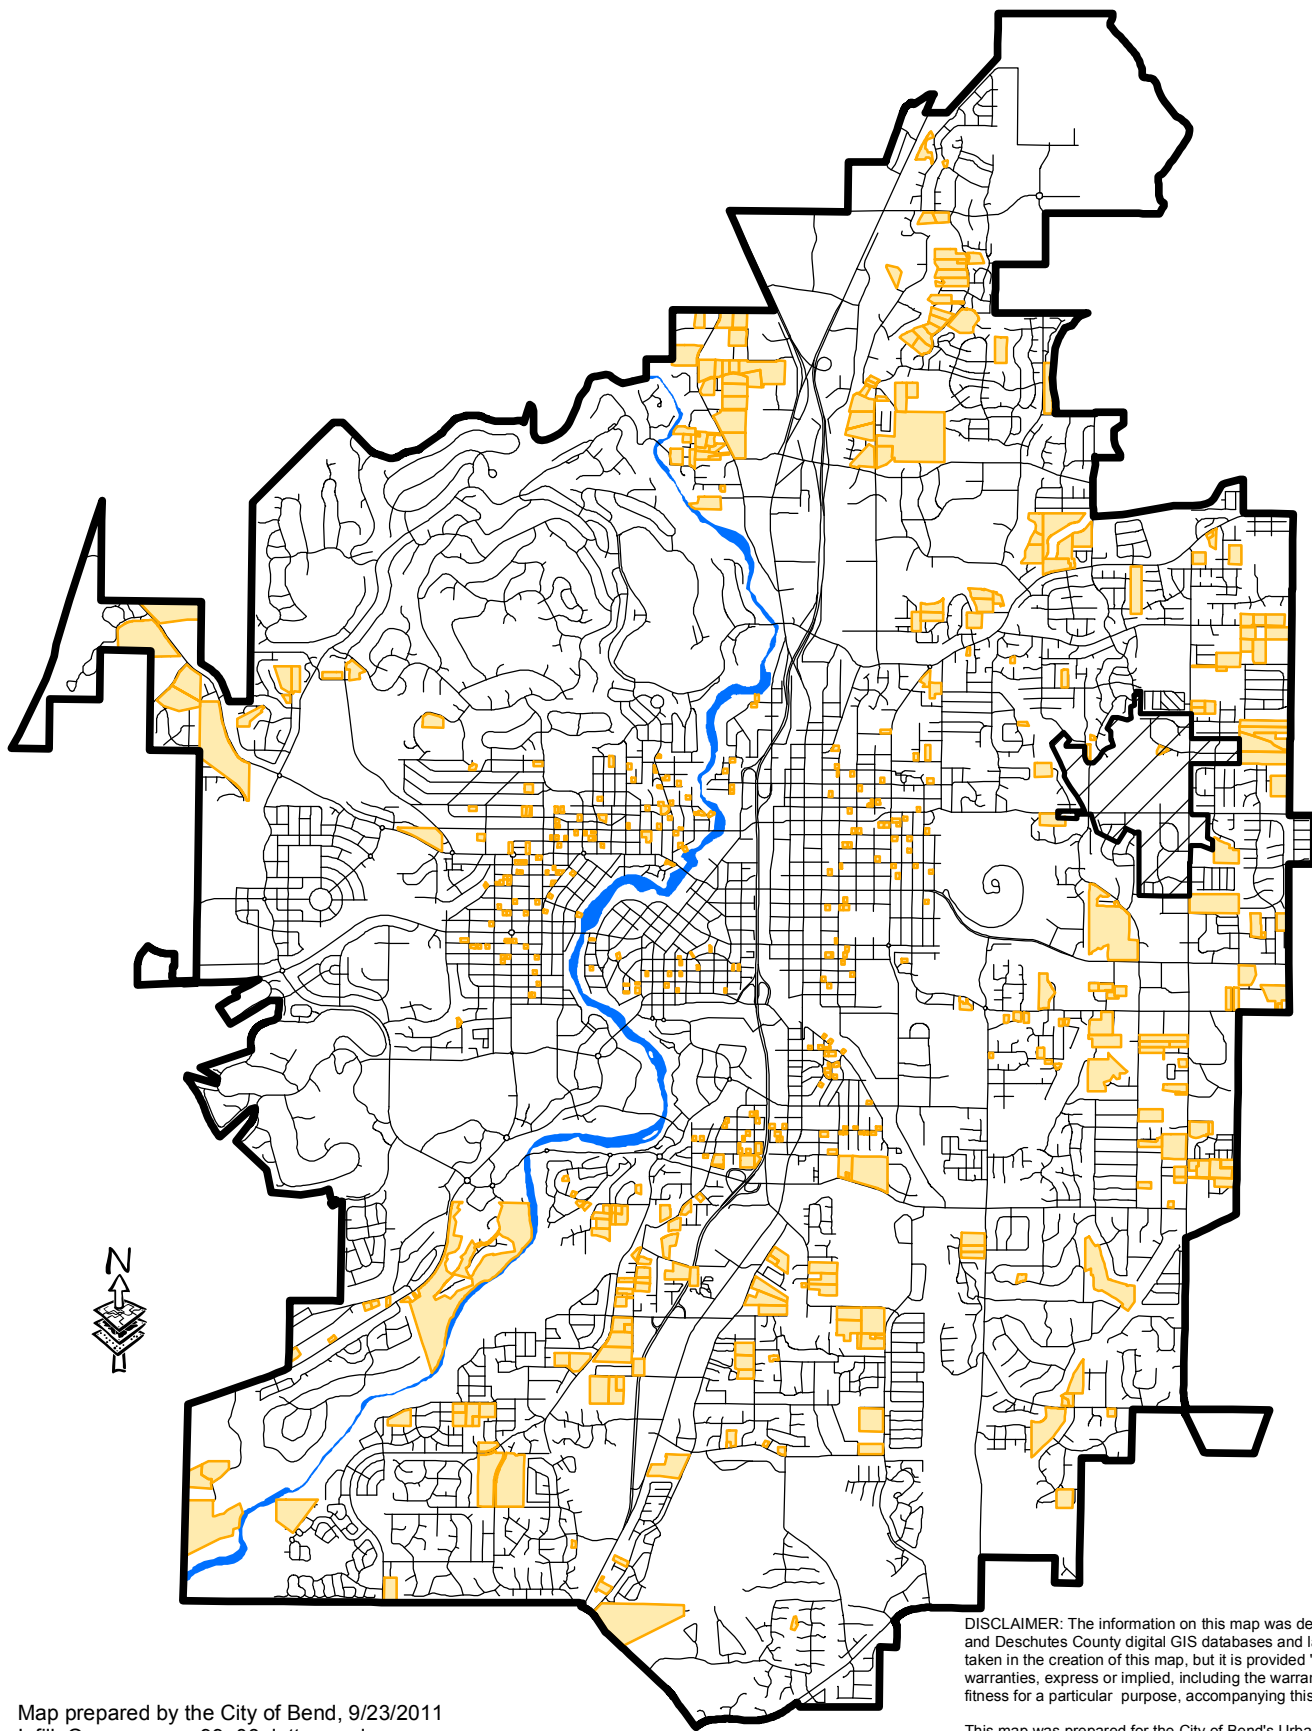 N
DISCLAIMER: The information on this map was de
and Deschutes County digital GIS databases and
taken in the creation of this map, but it is provided
warranties, express or implied, including the warra
fitness for a particular purpose, accompanying this
This map was prepared for the City of Bend's Urba
Map prepared by the City of Bend, 9/23/2011